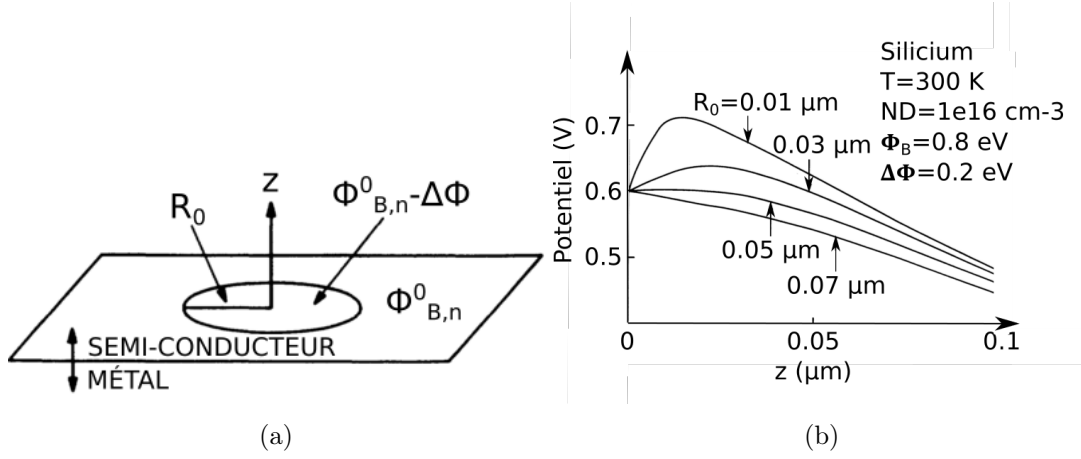 z
R₀
Φ⁰B,n-ΔΦ
Φ⁰B,n
SEMI-CONDUCTEUR
MÉTAL
(a)
Potentiel (V)
0.7
0.6
0.5
R₀=0.01 µm
0.03 µm
0.05 µm
0.07 µm
Silicium
T=300 K
ND=1e16 cm-3
ΦB=0.8 eV
ΔΦ=0.2 eV
0
0.05
0.1
z (µm)
(b)